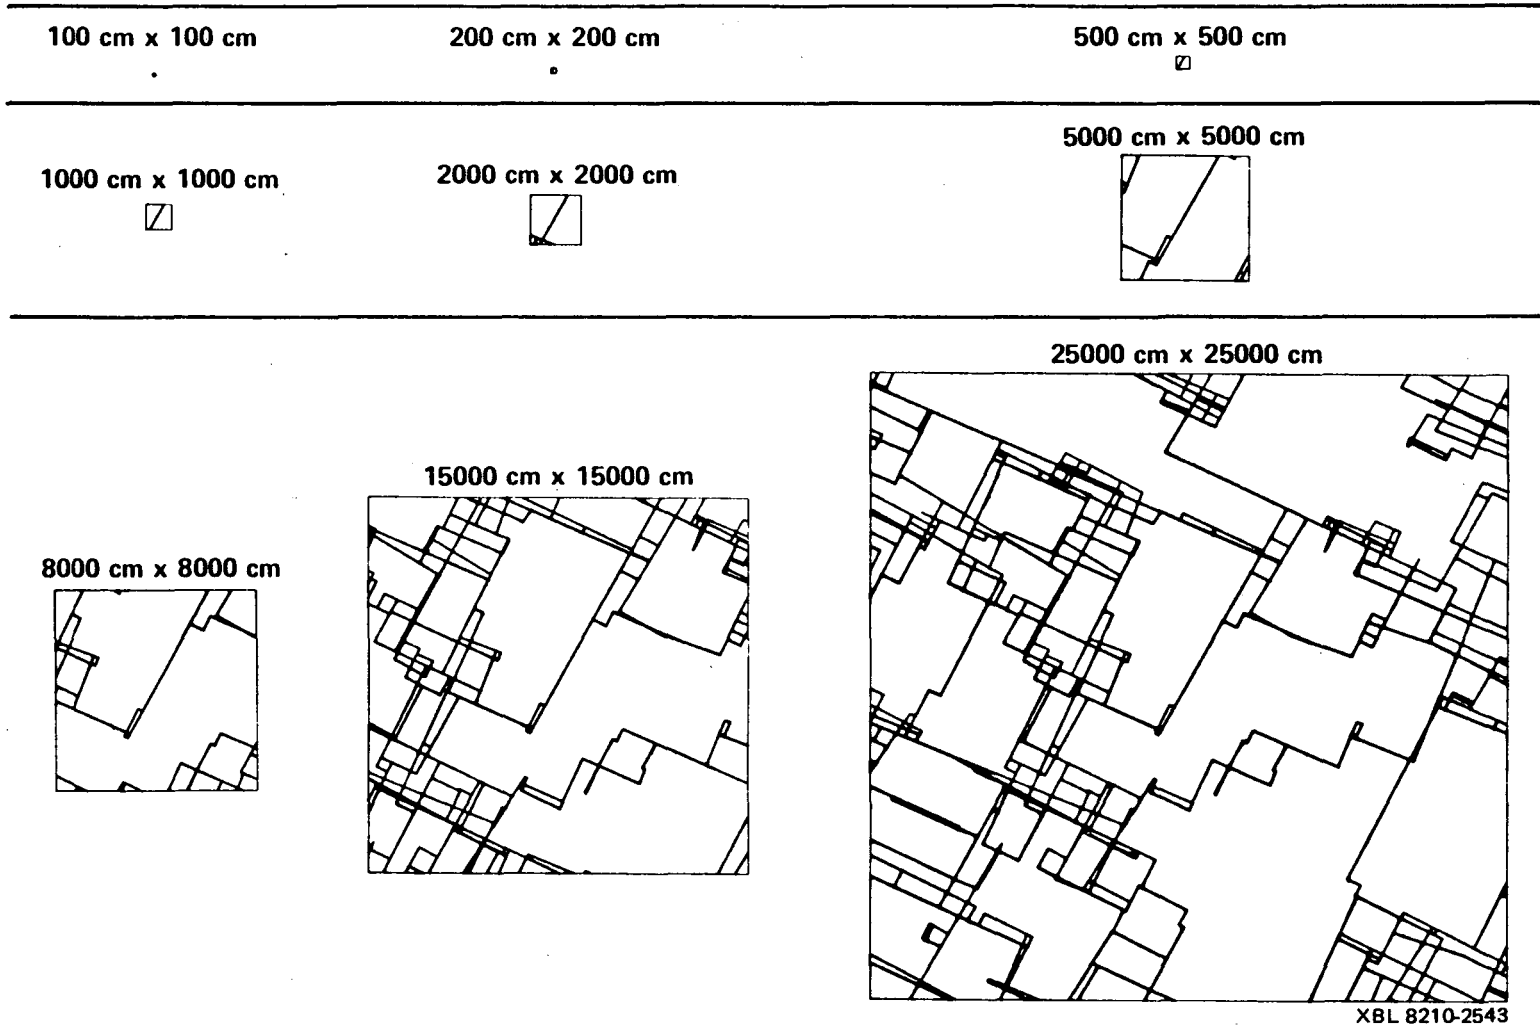 100 cm x 100 cm
200 cm x 200 cm
500 cm x 500 cm
1000 cm x 1000 cm
2000 cm x 2000 cm
5000 cm x 5000 cm
8000 cm x 8000 cm
15000 cm x 15000 cm
25000 cm x 25000 cm
XBL 8210-2543